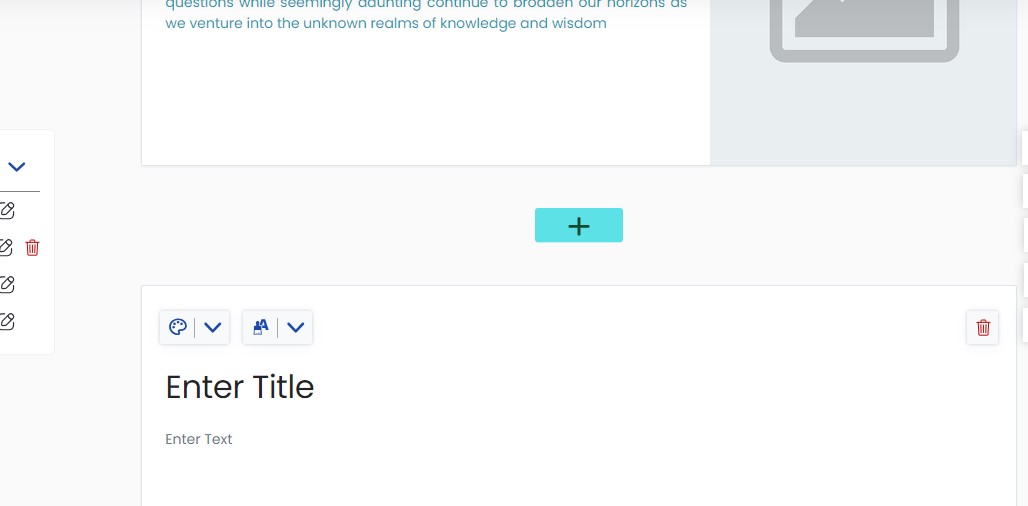 questions while seemingly daunting continue to broaden our horizons as
we venture into the unknown realms of knowledge and wisdom
Enter Title
Enter Text